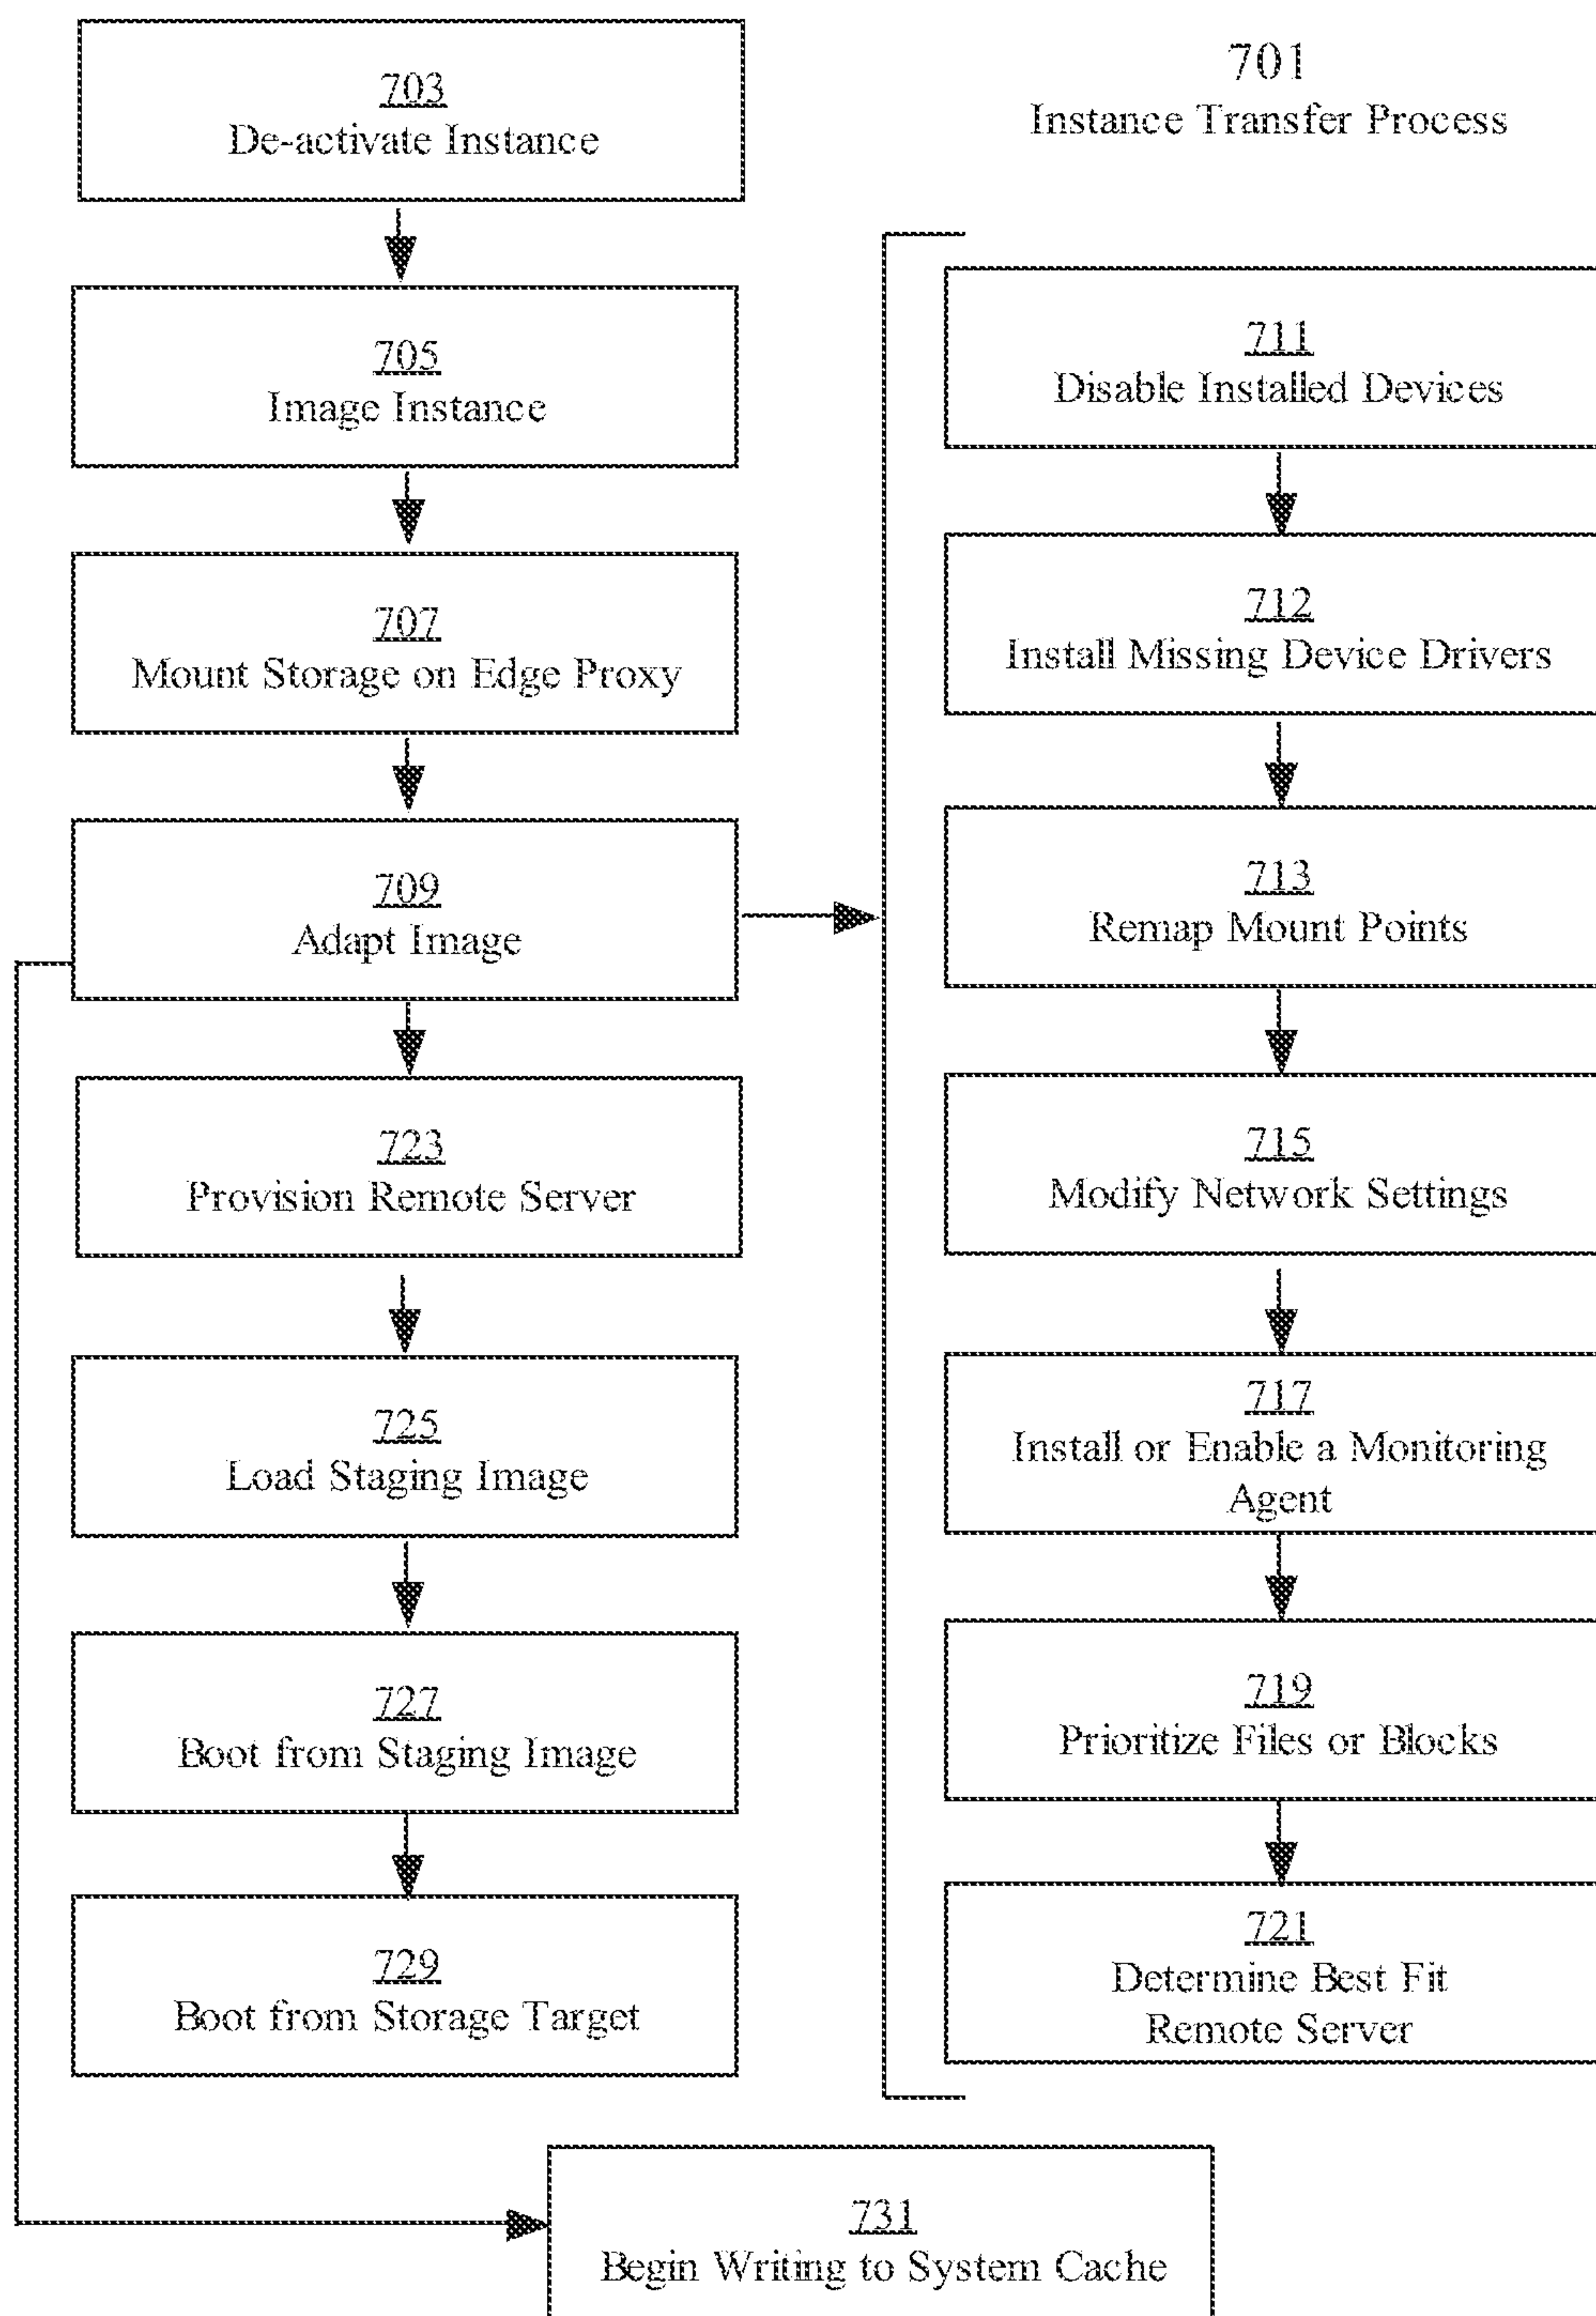 701
Instance Transfer Process
703
De-activate Instance
705
Image Instance
707
Mount Storage on Edge Proxy
709
Adapt Image
723
Provision Remote Server
725
Load Staging Image
727
Boot from Staging Image
729
Boot from Storage Target
711
Disable Installed Devices
712
Install Missing Device Drivers
713
Remap Mount Points
715
Modify Network Settings
717
Install or Enable a Monitoring
Agent
719
Prioritize Files or Blocks
721
Determine Best Fit
Remote Server
731
Begin Writing to System Cache